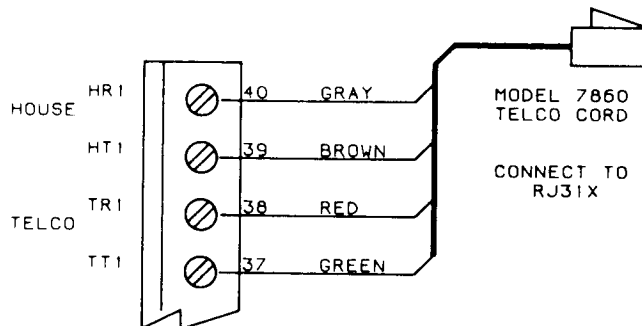 HOUSE
HR1 40 GRAY
HT1 39 BROWN
TELCO
TR1 38 RED
TT1 37 GREEN
MODEL 7860
TELCO CORD
CONNECT TO
RJ31X